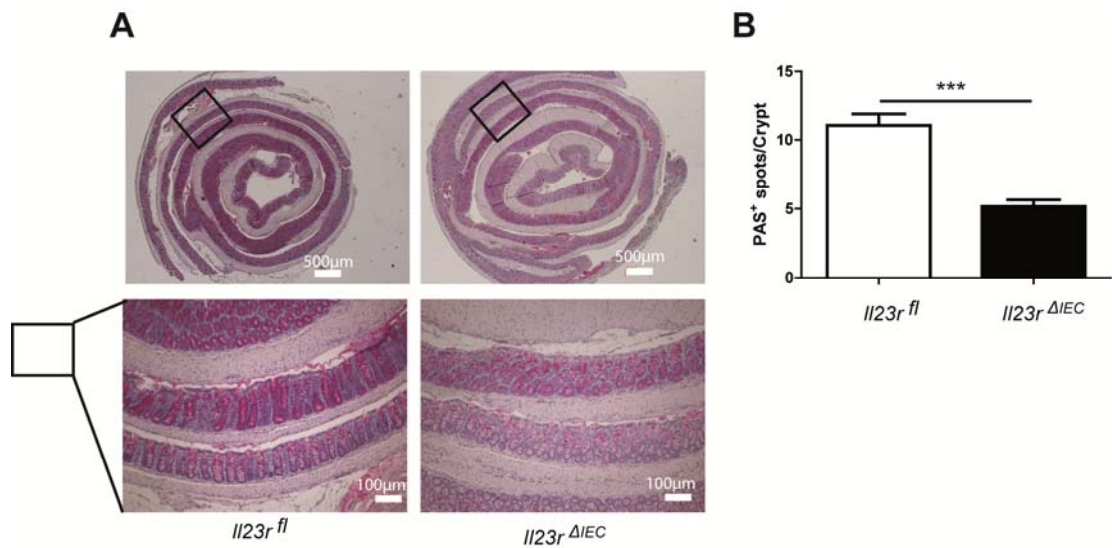 A
500µm
500µm
100µm
100µm
Il23r fl
Il23r ΔIEC
B
15
10
5
0
PAS+ spots/Crypt
***
Il23r fl
Il23r ΔIEC